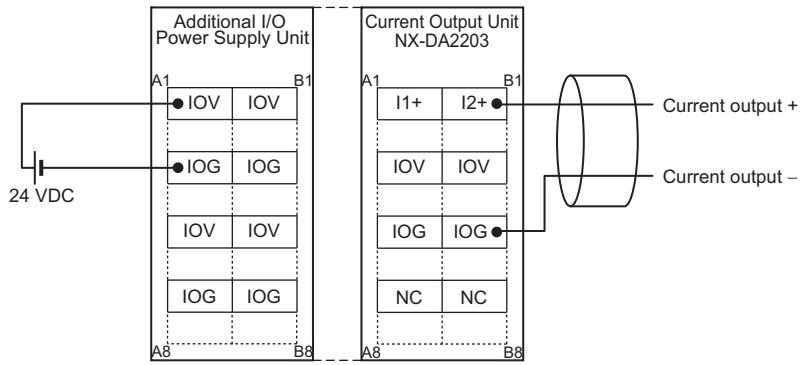 Additional I/O
Power Supply Unit
A1 B1
IOV IOV
IOG IOG
IOV IOV
IOG IOG
A8 B8
24 VDC
Current Output Unit
NX-DA2203
A1 B1
I1+ I2+
IOV IOV
IOG IOG
NC NC
A8 B8
Current output +
Current output −